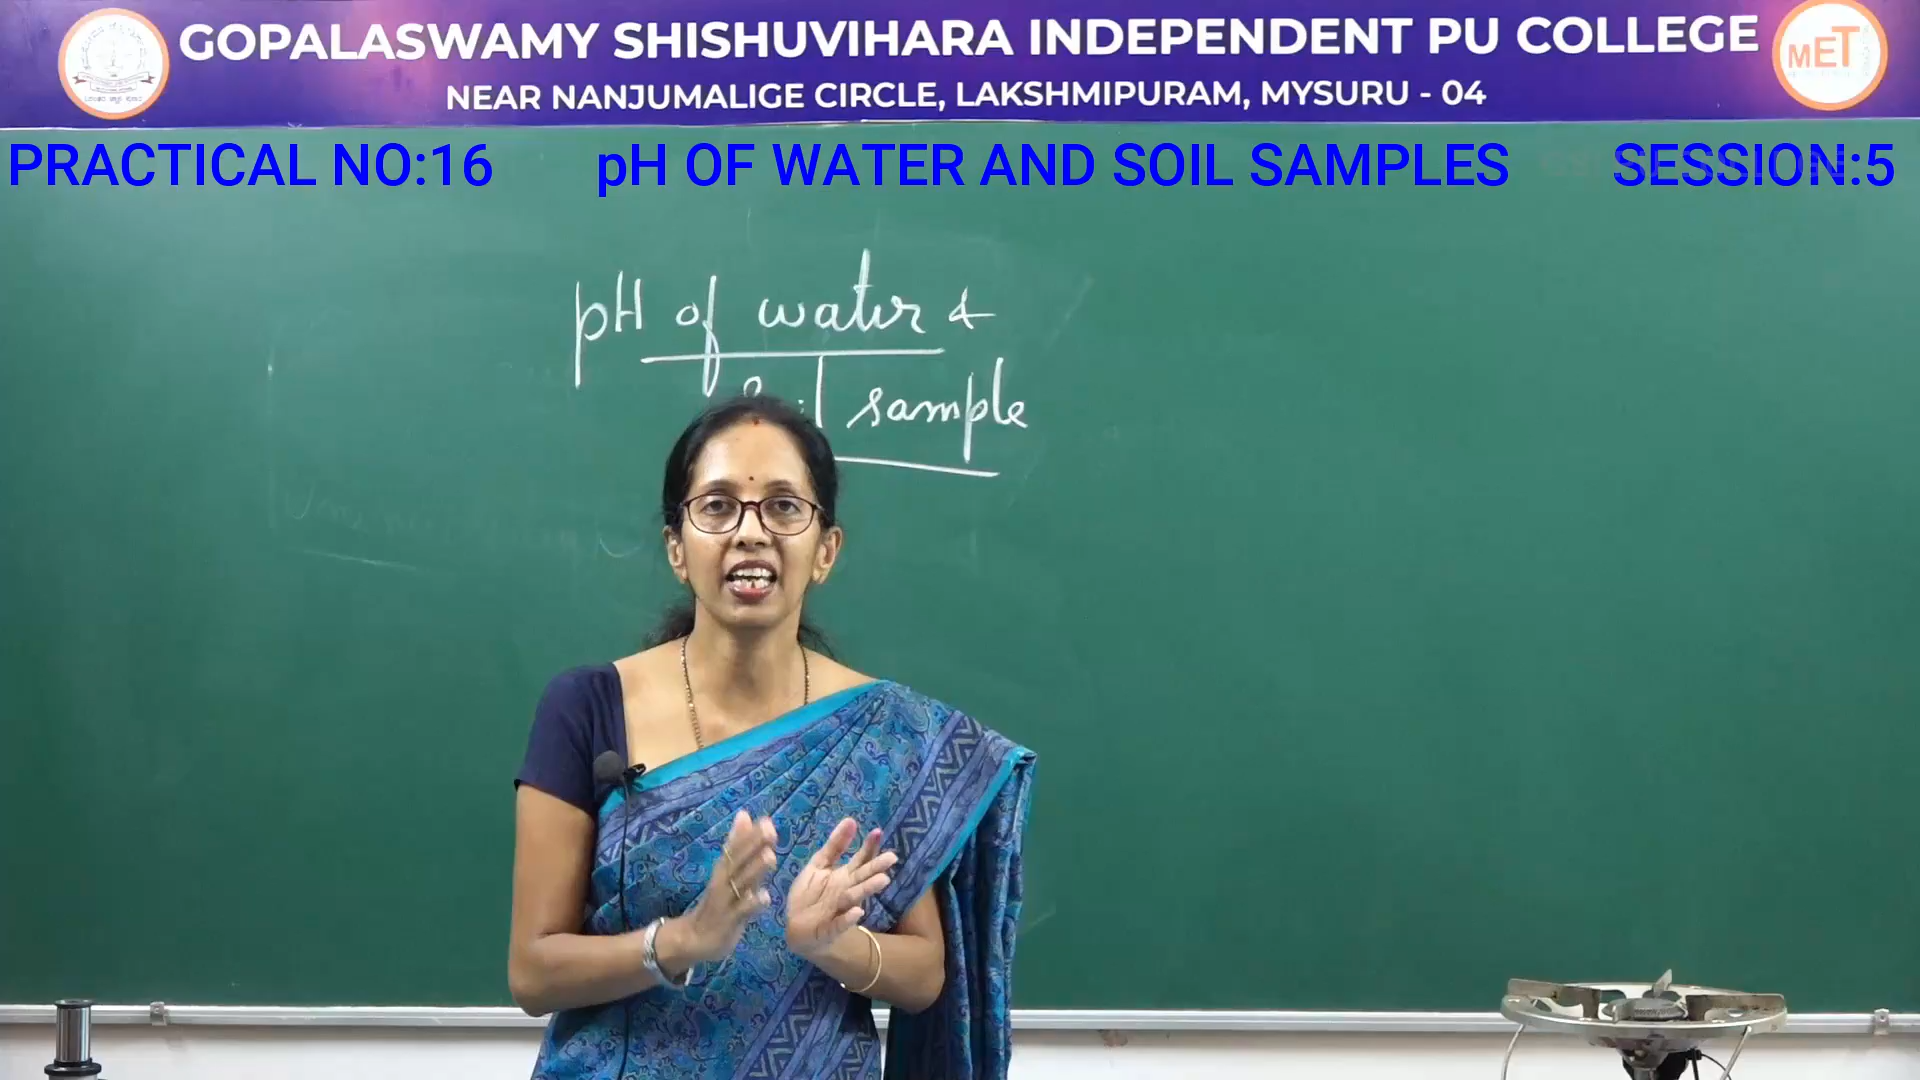 GOPALASWAMY SHISHUVIHARA INDEPENDENT PU COLLEGE
MET
NEAR NANJUMALIGE CIRCLE, LAKSHMIPURAM, MYSURU - 04
PRACTICAL NO:16 pH OF WATER AND SOIL SAMPLES SESSION:5
pH of water &
sample